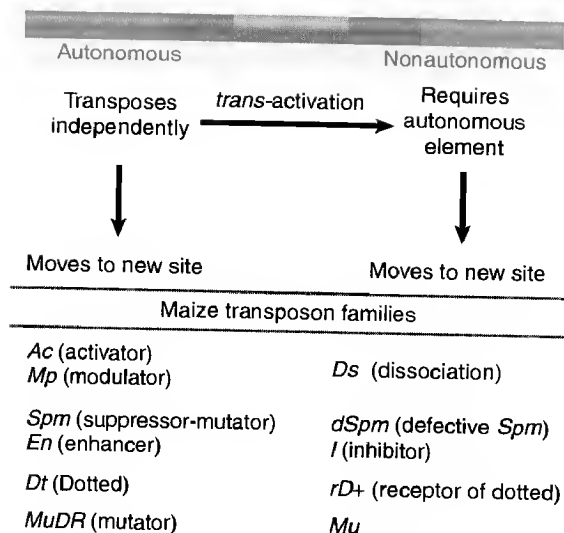 Autonomous
Nonautonomous
Transposes
independently
trans-activation
Requires
autonomous
element
Moves to new site
Moves to new site
Maize transposon families
Ac (activator)
Mp (modulator)
Ds (dissociation)
Spm (suppressor-mutator)
En (enhancer)
dSpm (defective Spm)
I (inhibitor)
Dt (Dotted)
rD+ (receptor of dotted)
MuDR (mutator)
Mu